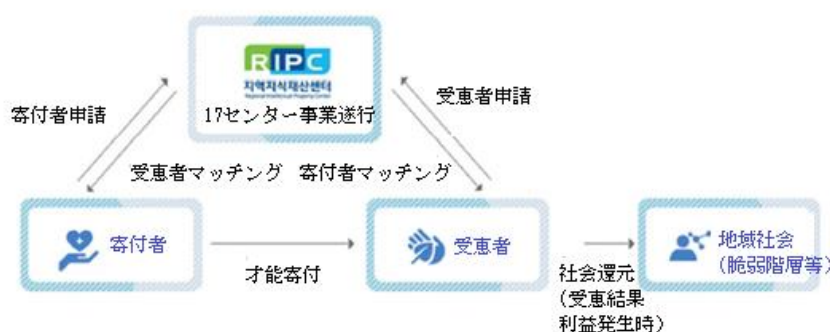 RIPC
지역지식재산센터
Regional Intellectual Property Center
17センター事業遂行
寄付者申請
受恵者申請
受恵者マッチング
寄付者マッチング
寄付者
受恵者
地域社会
(脆弱階層等)
才能寄付
社会還元
(受恵結果
利益発生時)